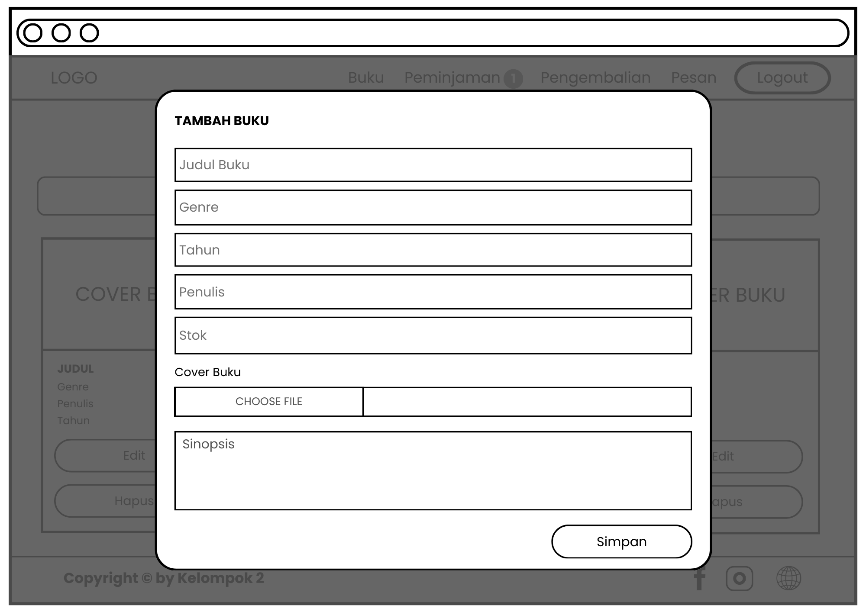 LOGO Buku Peminjaman 1 Pengembalian Pesan Logout
TAMBAH BUKU
Judul Buku
Genre
Tahun
Penulis
Stok
Cover Buku
CHOOSE FILE
Sinopsis
Simpan
COVER B
ER BUKU
JUDUL
Genre
Penulis
Tahun
Edit
Hapus
Edit
apus
Copyright © by Kelompok 2